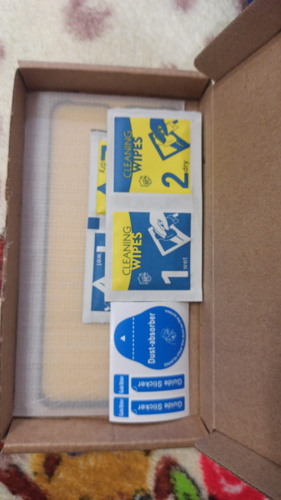 CLEANING
WIPES
2
dry
CLEANING
WIPES
1
wet
Dust-absorber
Guide Sticker
Guide Sticker